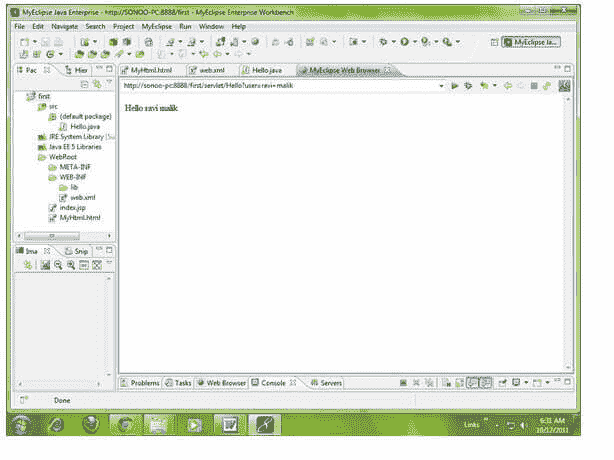 MyEclipse Java Enterprise - http://SONOO-PC:8888/first - MyEclipse Enterprise Workbench
File Edit Navigate Search Project MyEclipse Run Window Help
MyEclipse Ja...
Pac
Hier
MyHtml.html
web.xml
Hello.java
MyEclipse Web Browser
http://sonoo-pc:8888/first/servlet/Hello?user=ravi+malik
Hello ravi malik
first
src
(default package)
Hello.java
JRE System Library
Java EE 5 Libraries
WebRoot
META-INF
WEB-INF
lib
web.xml
index.jsp
MyHtml.html
Ima
Snip
Problems
Tasks
Web Browser
Console
Servers
Done
Links
6:31 AM
10/12/2011